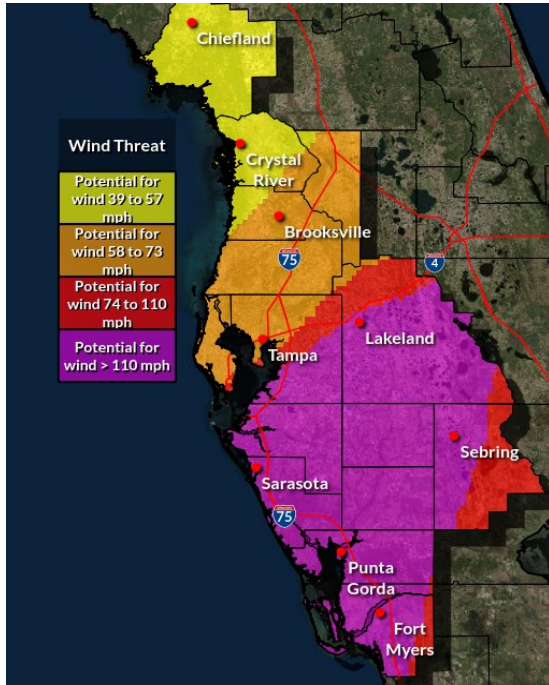 Chiefland
Wind Threat
Crystal
River
Potential for
wind 39 to 57
mph
Potential for
wind 58 to 73
mph
Potential for
wind 74 to 110
mph
Potential for
wind > 110 mph
Brooksville
75
4
Lakeland
Tampa
Sebring
Sarasota
75
Punta
Gorda
Fort
Myers